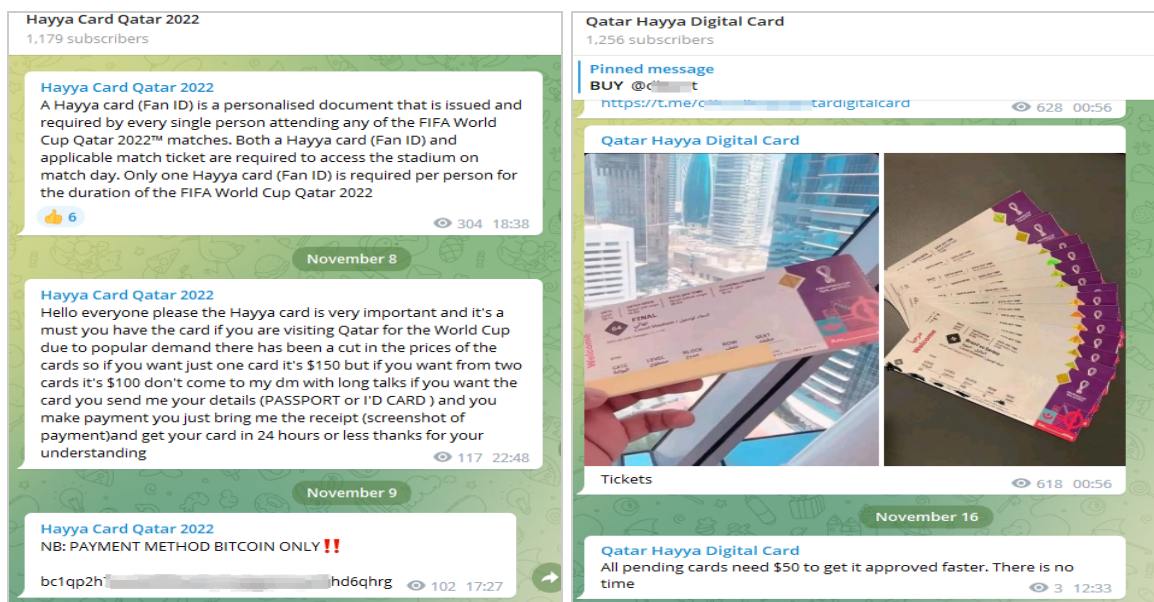 Hayya Card Qatar 2022
1,179 subscribers
Hayya Card Qatar 2022
A Hayya card (Fan ID) is a personalised document that is issued and
required by every single person attending any of the FIFA World
Cup Qatar 2022™ matches. Both a Hayya card (Fan ID) and
applicable match ticket are required to access the stadium on
match day. Only one Hayya card (Fan ID) is required per person for
the duration of the FIFA World Cup Qatar 2022
👍 6
304 18:38
November 8
Hayya Card Qatar 2022
Hello everyone please the Hayya card is very important and it's a
must you have the card if you are visiting Qatar for the World Cup
due to popular demand there has been a cut in the prices of the
cards so if you want just one card it's $150 but if you want from two
cards it's $100 don't come to my dm with long talks if you want the
card you send me your details (PASSPORT or I'D CARD ) and you
make payment you just bring me the receipt (screenshot of
payment)and get your card in 24 hours or less thanks for your
understanding
117 22:48
November 9
Hayya Card Qatar 2022
NB: PAYMENT METHOD BITCOIN ONLY‼️
bc1qp2h hd6qhrg
102 17:27
Qatar Hayya Digital Card
1,256 subscribers
Pinned message
BUY
https://t.me/ tardigitalcard
628 00:56
Qatar Hayya Digital Card
FINAL
Welcome
GATE LEVEL BLOCK ROW SEAT
Welcome
Tickets
618 00:56
November 16
Qatar Hayya Digital Card
All pending cards need $50 to get it approved faster. There is no
time
3 12:33